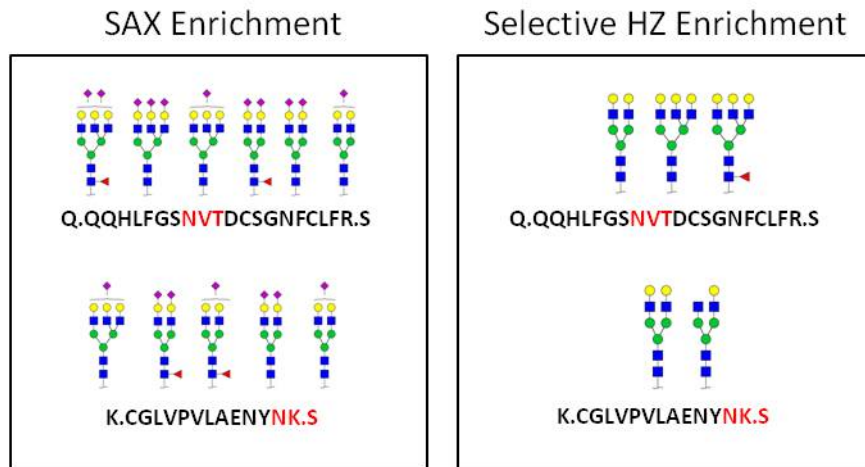 SAX Enrichment
Selective HZ Enrichment
Q.QQHLFGSNVTDCSGNFCLFR.S
Q.QQHLFGSNVTDCSGNFCLFR.S
K.CGLVPVLAENYNK.S
K.CGLVPVLAENYNK.S